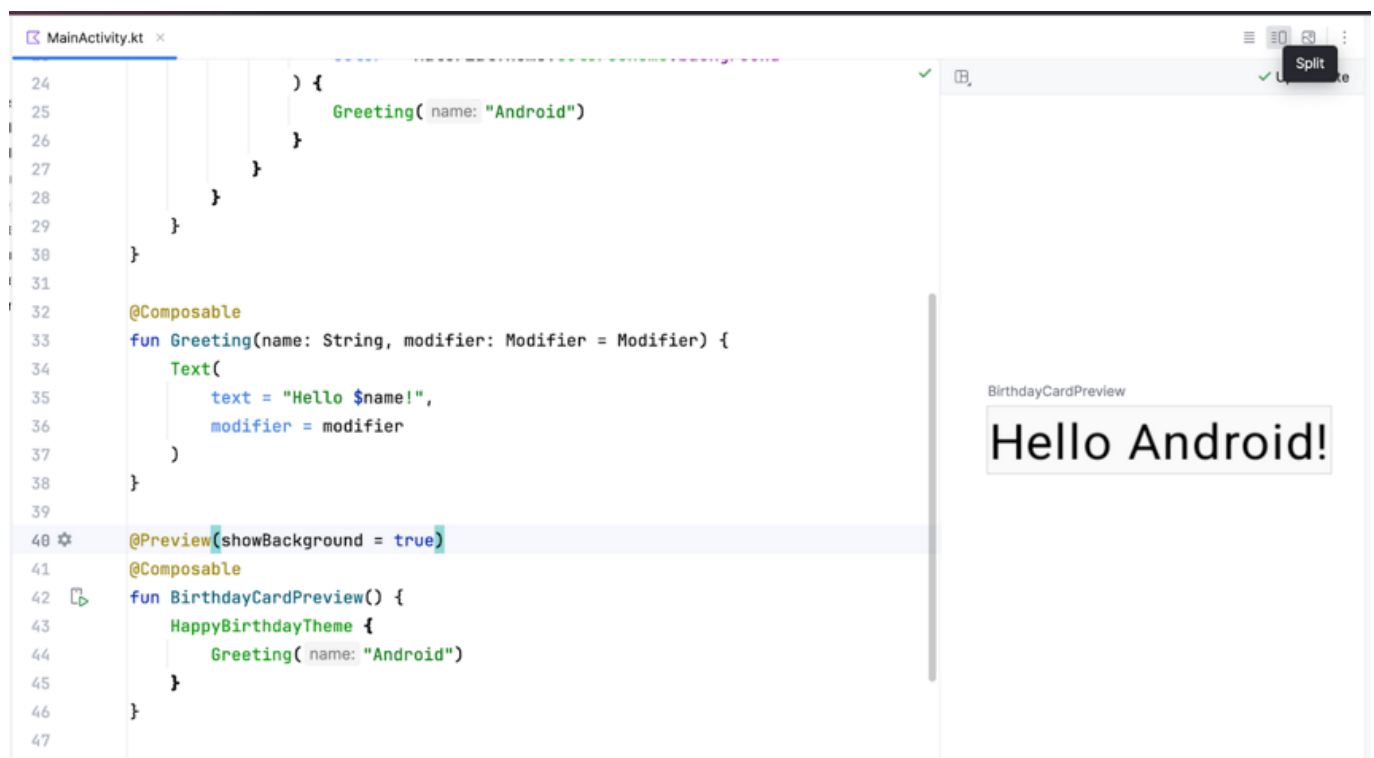 MainActivity.kt
Split
24 ) {
25 Greeting( name: "Android")
26 }
27 }
28 }
29 }
30 }
31
32 @Composable
33 fun Greeting(name: String, modifier: Modifier = Modifier) {
34 Text(
35 text = "Hello $name!",
36 modifier = modifier
37 )
38 }
39
40 @Preview(showBackground = true)
41 @Composable
42 fun BirthdayCardPreview() {
43 HappyBirthdayTheme {
44 Greeting( name: "Android")
45 }
46 }
47
BirthdayCardPreview
Hello Android!